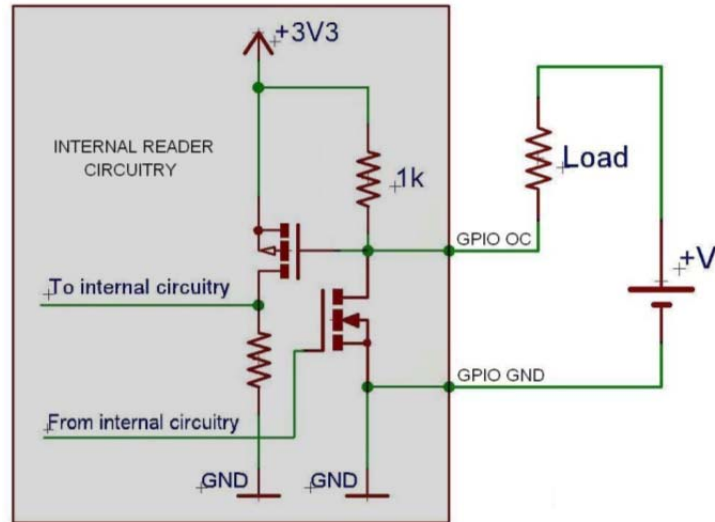 +3V3
INTERNAL READER
CIRCUITRY
1k
Load
GPIO OC
+V
To internal circuitry
GPIO GND
From internal circuitry
GND
GND